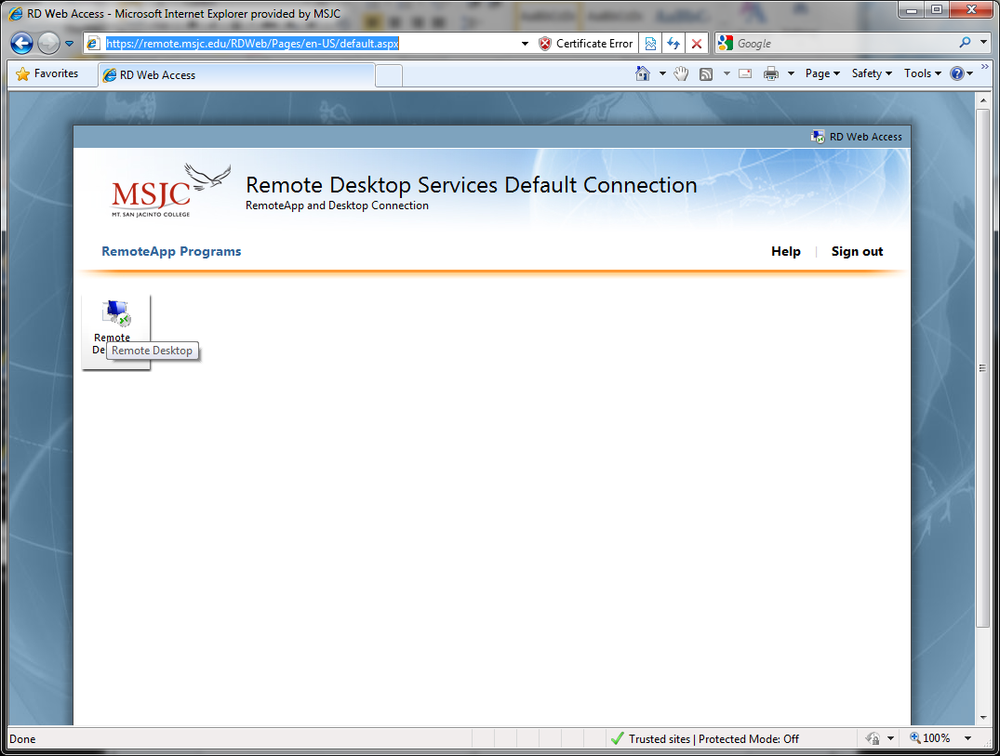 RD Web Access - Microsoft Internet Explorer provided by MSJC
https://remote.msjc.edu/RDWeb/Pages/en-US/default.aspx
Certificate Error
Google
Favorites
RD Web Access
Page
Safety
Tools
RD Web Access
MSJC
MT. SAN JACINTO COLLEGE
Remote Desktop Services Default Connection
RemoteApp and Desktop Connection
RemoteApp Programs
Help
Sign out
Remote
De
Remote Desktop
Done
Trusted sites | Protected Mode: Off
100%